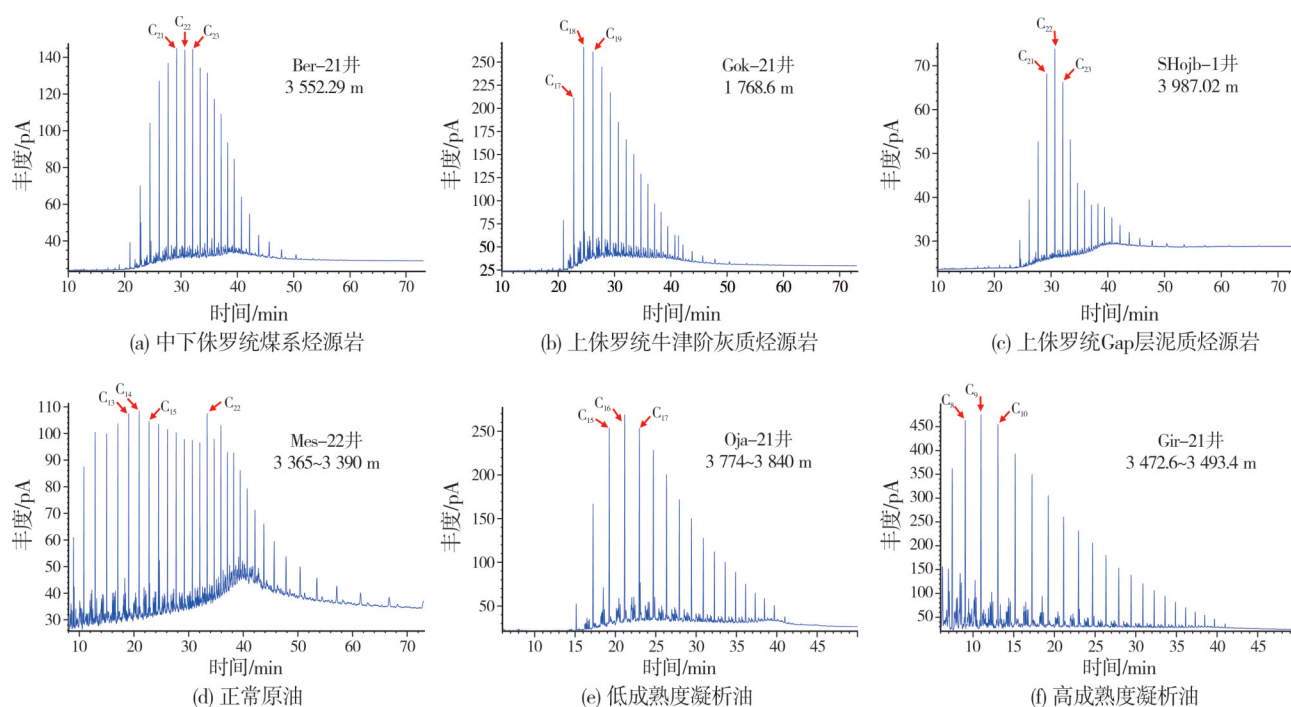 C₂₁
C₂₂
C₂₃
Ber-21井
3 552.29 m
丰度/pA
140
120
100
80
60
40
10 20 30 40 50 60 70
时间/min
(a) 中下侏罗统煤系烃源岩
C₁₇
C₁₈
C₁₉
Gok-21井
1 768.6 m
丰度/pA
250
225
200
175
150
125
100
75
50
25
10 20 30 40 50 60 70
时间/min
(b) 上侏罗统牛津阶灰质烃源岩
C₂₁
C₂₂
C₂₃
SHojb-1井
3 987.02 m
丰度/pA
70
60
50
40
30
10 20 30 40 50 60 70
时间/min
(c) 上侏罗统Gap层泥质烃源岩
C₁₃
C₁₄
C₁₅
C₂₂
Mes-22井
3 365~3 390 m
丰度/pA
110
100
90
80
70
60
50
40
30
10 20 30 40 50 60 70
时间/min
(d) 正常原油
C₁₅
C₁₆
C₁₇
Oja-21井
3 774~3 840 m
丰度/pA
250
200
150
100
50
10 15 20 25 30 35 40 45
时间/min
(e) 低成熟度凝析油
C₈
C₉
C₁₀
Gir-21井
3 472.6~3 493.4 m
丰度/pA
450
400
350
300
250
200
150
100
50
10 15 20 25 30 35 40 45
时间/min
(f) 高成熟度凝析油